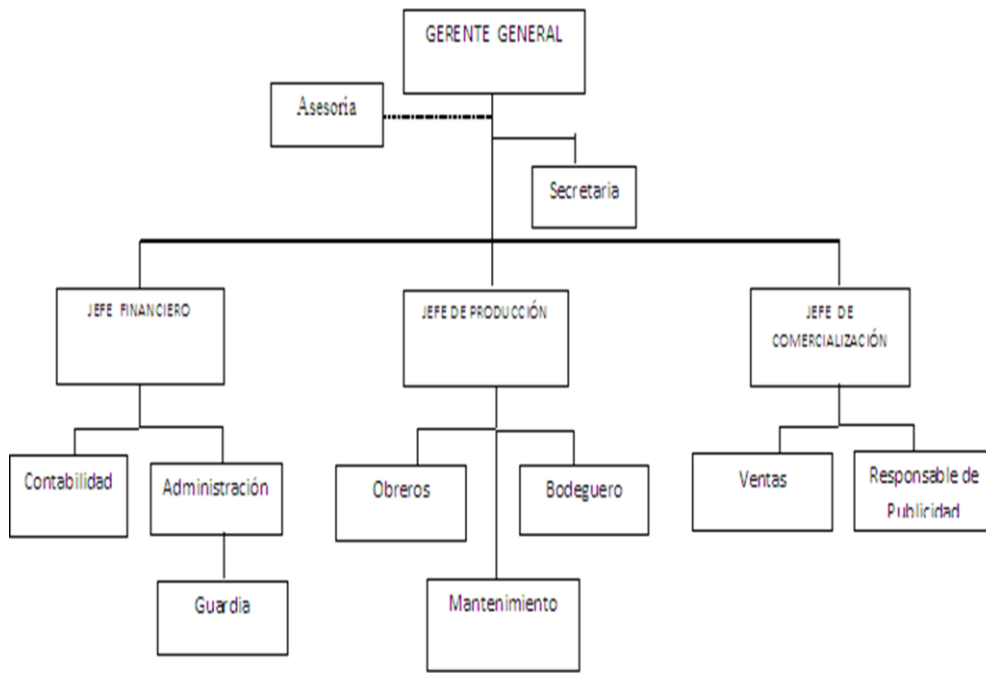 GERENTE GENERAL
Asesoria
Secretaria
JEFE FINANCIERO
JEFE DE PRODUCCIÓN
JEFE DE
COMERCIALIZACIÓN
Contabilidad
Administración
Obreros
Bodeguero
Ventas
Responsable de
Publicidad
Guardia
Mantenimiento